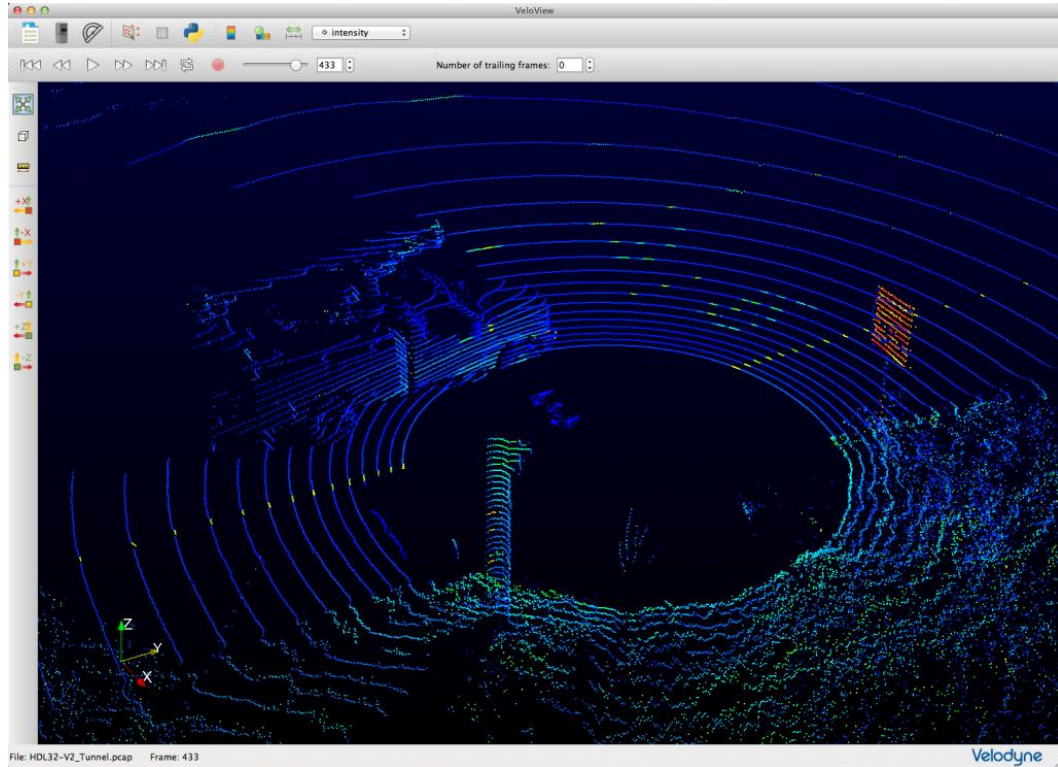 VeloView
intensity
433
Number of trailing frames: 0
+X
-X
+Y
-Y
+Z
-Z
Z
Y
X
File: HDL32-V2_Tunnel.pcap Frame: 433
Velodyne